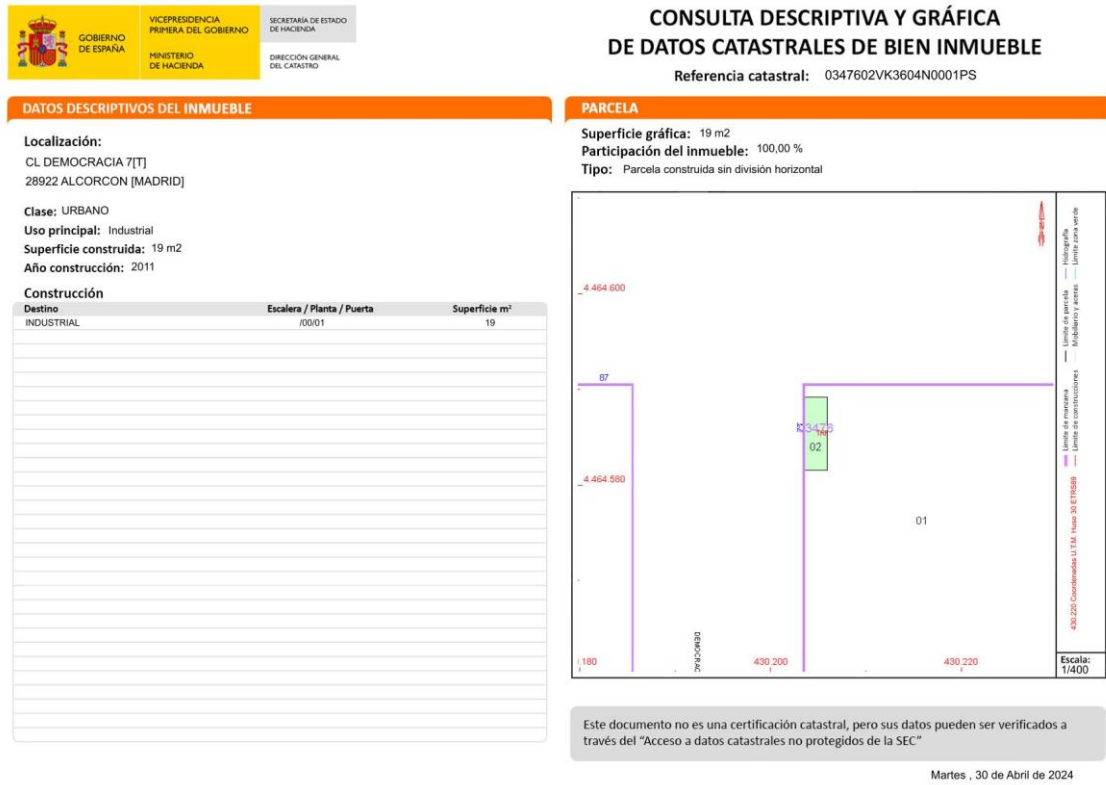 GOBIERNO
DE ESPAÑA
VICEPRESIDENCIA
PRIMERA DEL GOBIERNO
MINISTERIO
DE HACIENDA
SECRETARÍA DE ESTADO
DE HACIENDA
DIRECCIÓN GENERAL
DEL CATASTRO
CONSULTA DESCRIPTIVA Y GRÁFICA
DE DATOS CATASTRALES DE BIEN INMUEBLE
Referencia catastral: 0347602VK3604N0001PS
DATOS DESCRIPTIVOS DEL INMUEBLE
Localización:
CL DEMOCRACIA 7[T]
28922 ALCORCON [MADRID]
Clase: URBANO
Uso principal: Industrial
Superficie construida: 19 m2
Año construcción: 2011
Construcción
Destino Escalera / Planta / Puerta Superficie m²
INDUSTRIAL /00/01 19
PARCELA
Superficie gráfica: 19 m2
Participación del inmueble: 100,00 %
Tipo: Parcela construida sin división horizontal
4.464.600
87
02
4.464.580
01
DEMOCRAC
430.200
430.220
Límite de manzana
Límite de parcela
Hidrografía
Límite de construcciones
Mobiliario y aceras
Límite zona verde
430.220 Coordenadas U.T.M. Huso 30 ETRS89
Escala:
1/400
Este documento no es una certificación catastral, pero sus datos pueden ser verificados a
través del “Acceso a datos catastrales no protegidos de la SEC”
Martes , 30 de Abril de 2024